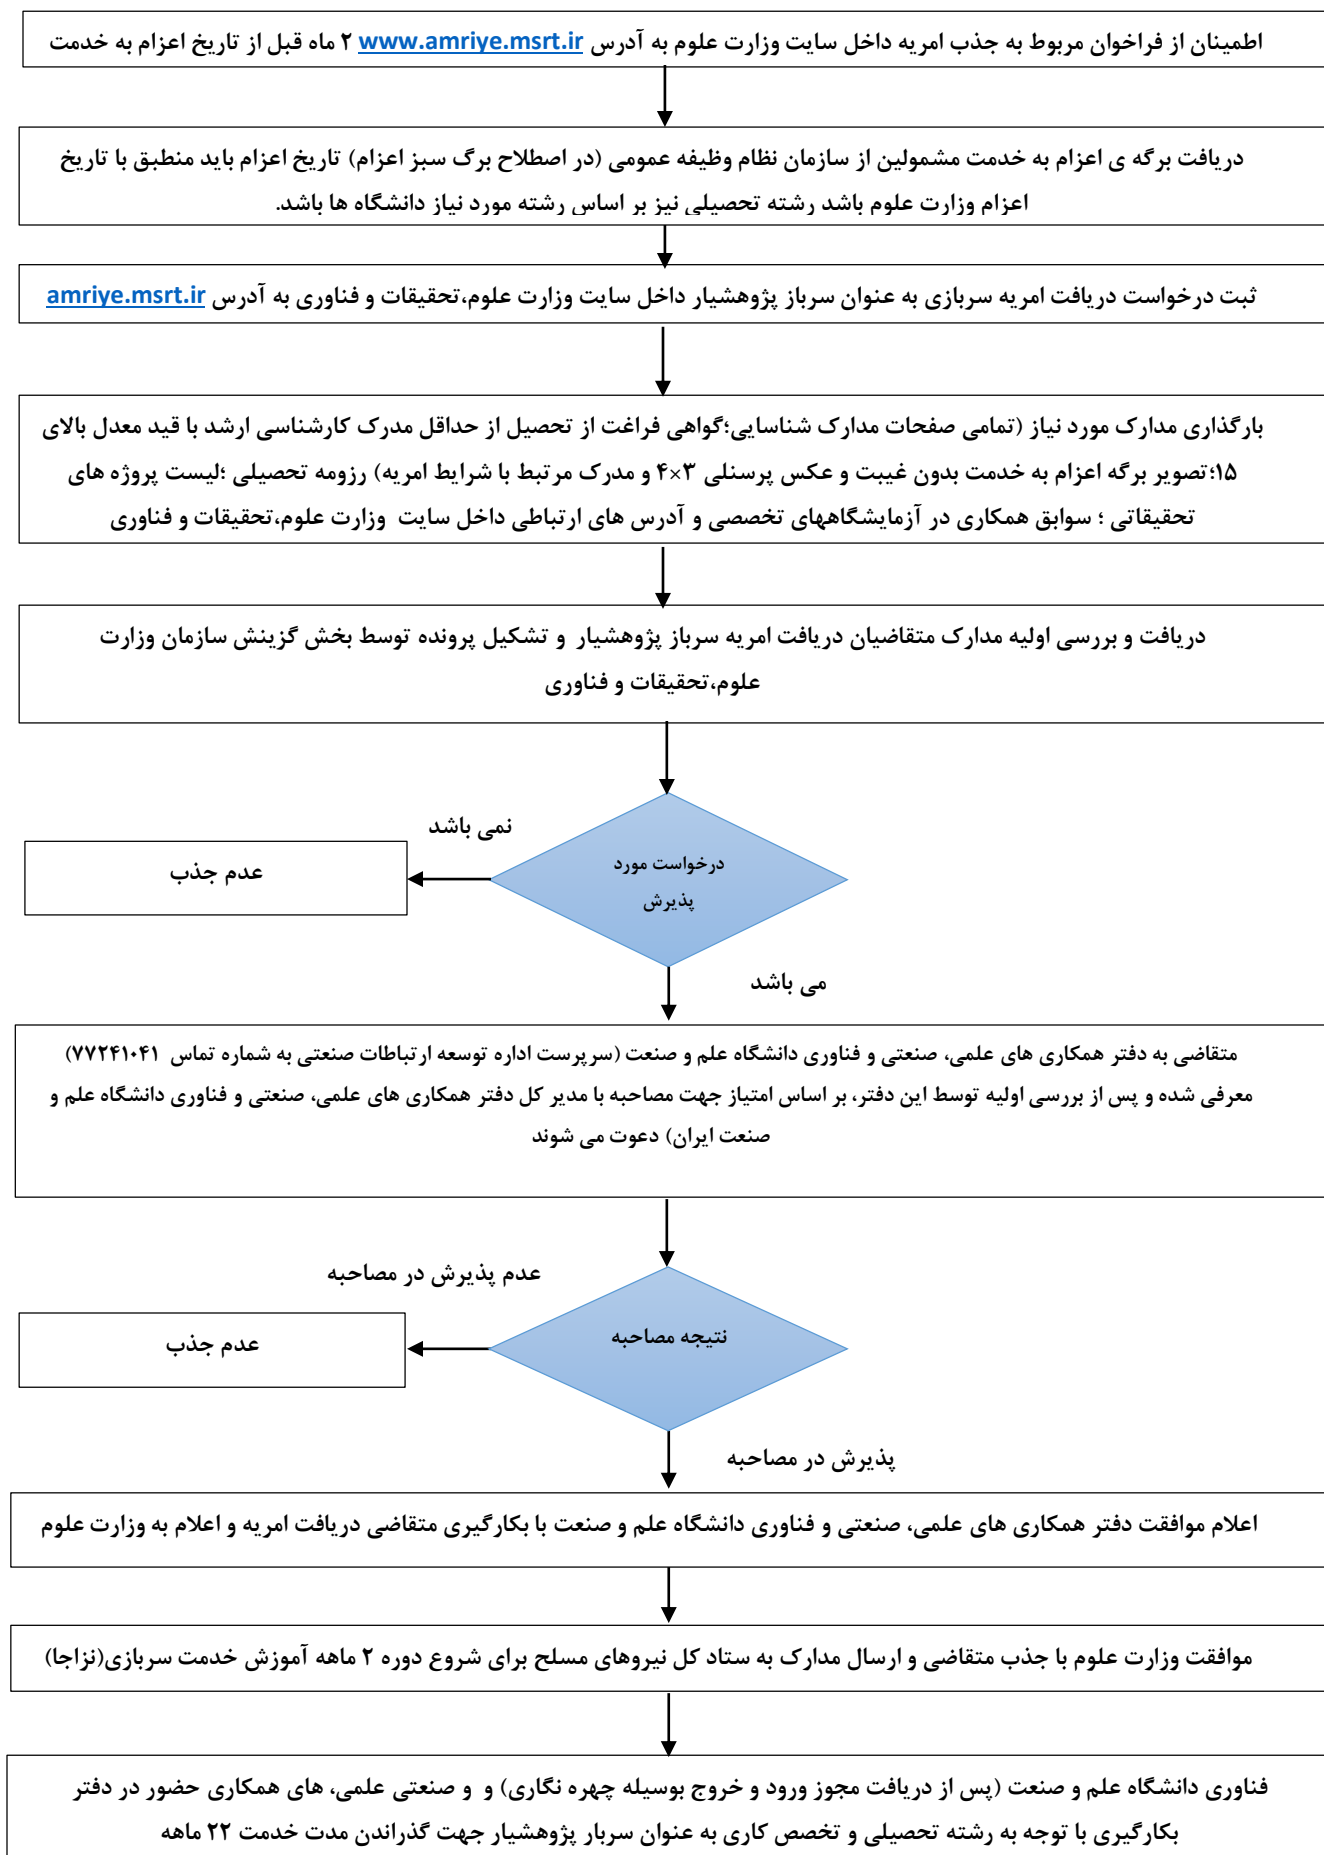 اطمینان از فراخوان مربوط به جذب امریه داخل سایت وزارت علوم به آدرس www.amriye.msrt.ir ۲ ماه قبل از تاریخ اعزام به خدمت
دریافت برگه ی اعزام به خدمت مشمولین از سازمان نظام وظیفه عمومی (در اصطلاح برگ سبز اعزام) تاریخ اعزام باید منطبق با تاریخ
اعزام وزارت علوم باشد رشته تحصیلی نیز بر اساس رشته مورد نیاز دانشگاه ها باشد.
ثبت درخواست دریافت امریه سربازی به عنوان سرباز پژوهشیار داخل سایت وزارت علوم،تحقیقات و فناوری به آدرس amriye.msrt.ir
بارگذاری مدارک مورد نیاز (تمامی صفحات مدارک شناسایی؛گواهی فراغت از تحصیل از حداقل مدرک کارشناسی ارشد با قید معدل بالای
۱۵؛تصویر برگه اعزام به خدمت بدون غیبت و عکس پرسنلی ۳×۴ و مدرک مرتبط با شرایط امریه) رزومه تحصیلی ؛لیست پروژه های
تحقیقاتی ؛ سوابق همکاری در آزمایشگاههای تخصصی و آدرس های ارتباطی داخل سایت وزارت علوم،تحقیقات و فناوری
دریافت و بررسی اولیه مدارک متقاضیان دریافت امریه سرباز پژوهشیار و تشکیل پرونده توسط بخش گزینش سازمان وزارت
علوم،تحقیقات و فناوری
نمی باشد
درخواست مورد
پذیرش
عدم جذب
می باشد
متقاضی به دفتر همکاری های علمی، صنعتی و فناوری دانشگاه علم و صنعت (سرپرست اداره توسعه ارتباطات صنعتی به شماره تماس ۷۷۲۴۱۰۴۱)
معرفی شده و پس از بررسی اولیه توسط این دفتر، بر اساس امتیاز جهت مصاحبه با مدیر کل دفتر همکاری های علمی، صنعتی و فناوری دانشگاه علم و
صنعت ایران) دعوت می شوند
عدم پذیرش در مصاحبه
نتیجه مصاحبه
عدم جذب
پذیرش در مصاحبه
اعلام موافقت دفتر همکاری های علمی، صنعتی و فناوری دانشگاه علم و صنعت با بکارگیری متقاضی دریافت امریه و اعلام به وزارت علوم
موافقت وزارت علوم با جذب متقاضی و ارسال مدارک به ستاد کل نیروهای مسلح برای شروع دوره ۲ ماهه آموزش خدمت سربازی(نزاجا)
فناوری دانشگاه علم و صنعت (پس از دریافت مجوز ورود و خروج بوسیله چهره نگاری) و و صنعتی علمی، های همکاری حضور در دفتر
بکارگیری با توجه به رشته تحصیلی و تخصص کاری به عنوان سربار پژوهشیار جهت گذراندن مدت خدمت ۲۲ ماهه